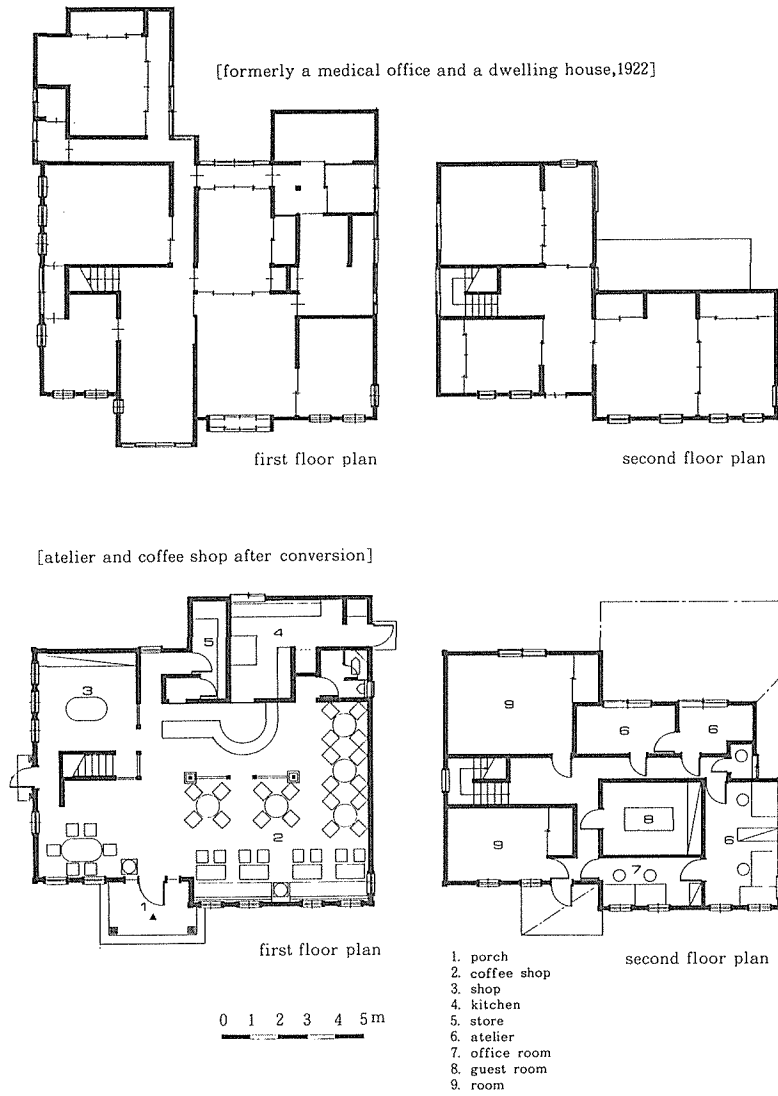 [formerly a medical office and a dwelling house,1922]
first floor plan
second floor plan
[atelier and coffee shop after conversion]
5
4
3
2
1
first floor plan
9
6
6
8
6
9
7
second floor plan
0 1 2 3 4 5m
1. porch
2. coffee shop
3. shop
4. kitchen
5. store
6. atelier
7. office room
8. guest room
9. room